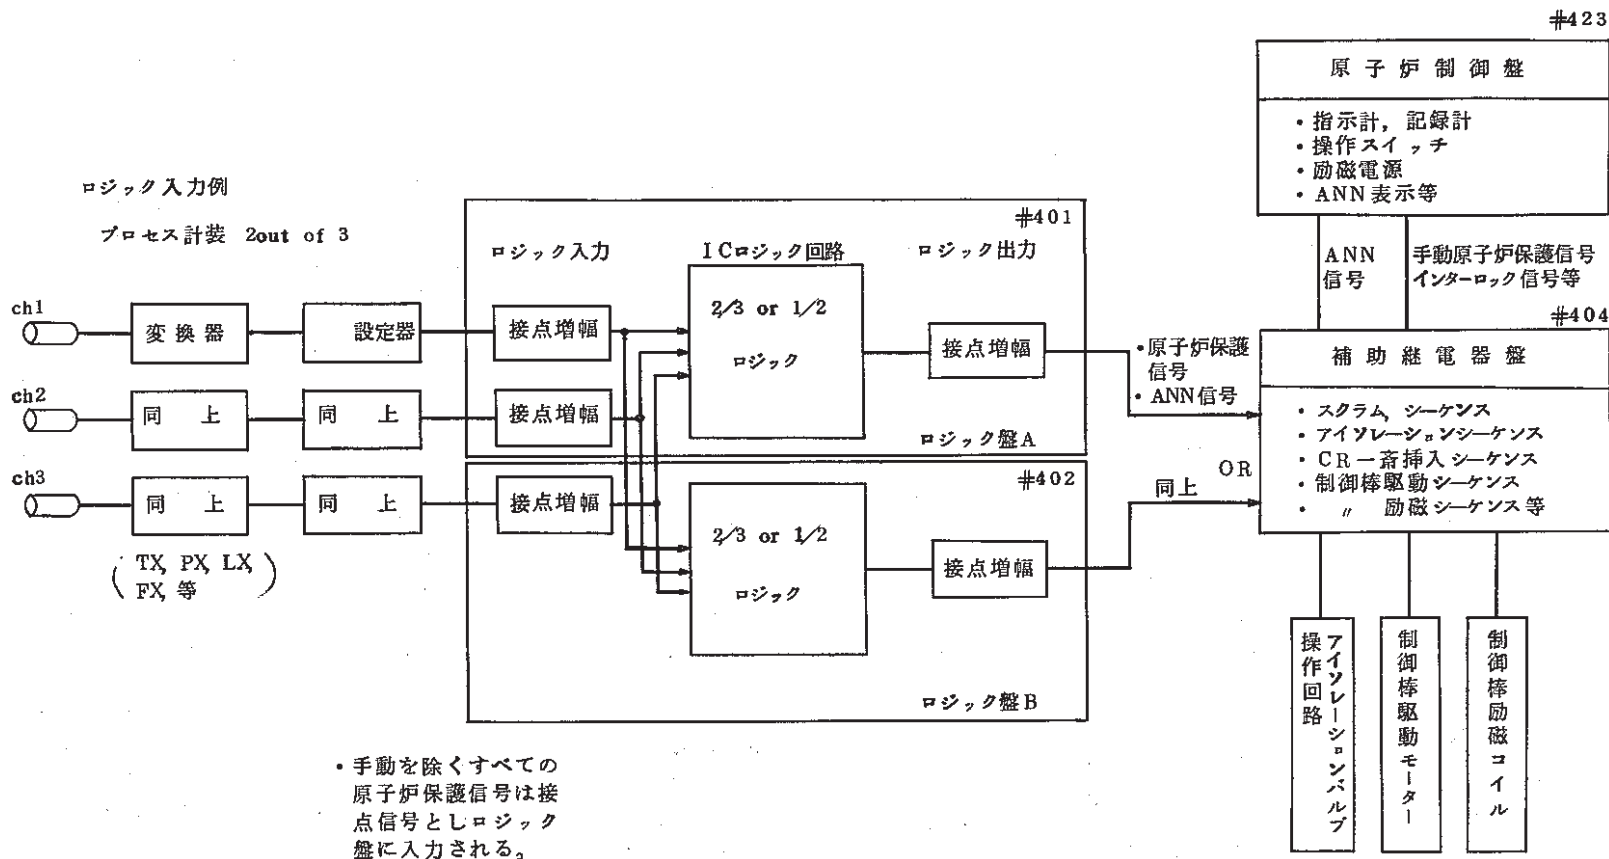 #423
原子炉制御盤
・指示計，記録計
・操作スイッチ
・励磁電源
・ANN表示等
ロジック入力例
プロセス計装 2out of 3
#401
ロジック入力
ICロジック回路
ロジック出力
ANN
信号
手動原子炉保護信号
インターロック信号等
ch1
変換器
設定器
接点増幅
2/3 or 1/2
ロジック
接点増幅
・原子炉保護
信号
・ANN信号
#404
補助継電器盤
・スクラム，シーケンス
・アイソレーションシーケンス
・CR一斉挿入シーケンス
・制御棒駆動シーケンス
・〃 励磁シーケンス等
ch2
同上
同上
接点増幅
ロジック盤A
OR
ch3
同上
同上
接点増幅
#402
同上
(TX, PX, LX,
FX, 等)
2/3 or 1/2
ロジック
接点増幅
ロジック盤B
アイソレーションバルブ
操作回路
制御棒駆動モーター
制御棒励磁コイル
・手動を除くすべての
原子炉保護信号は接
点信号としロジック
盤に入力される。